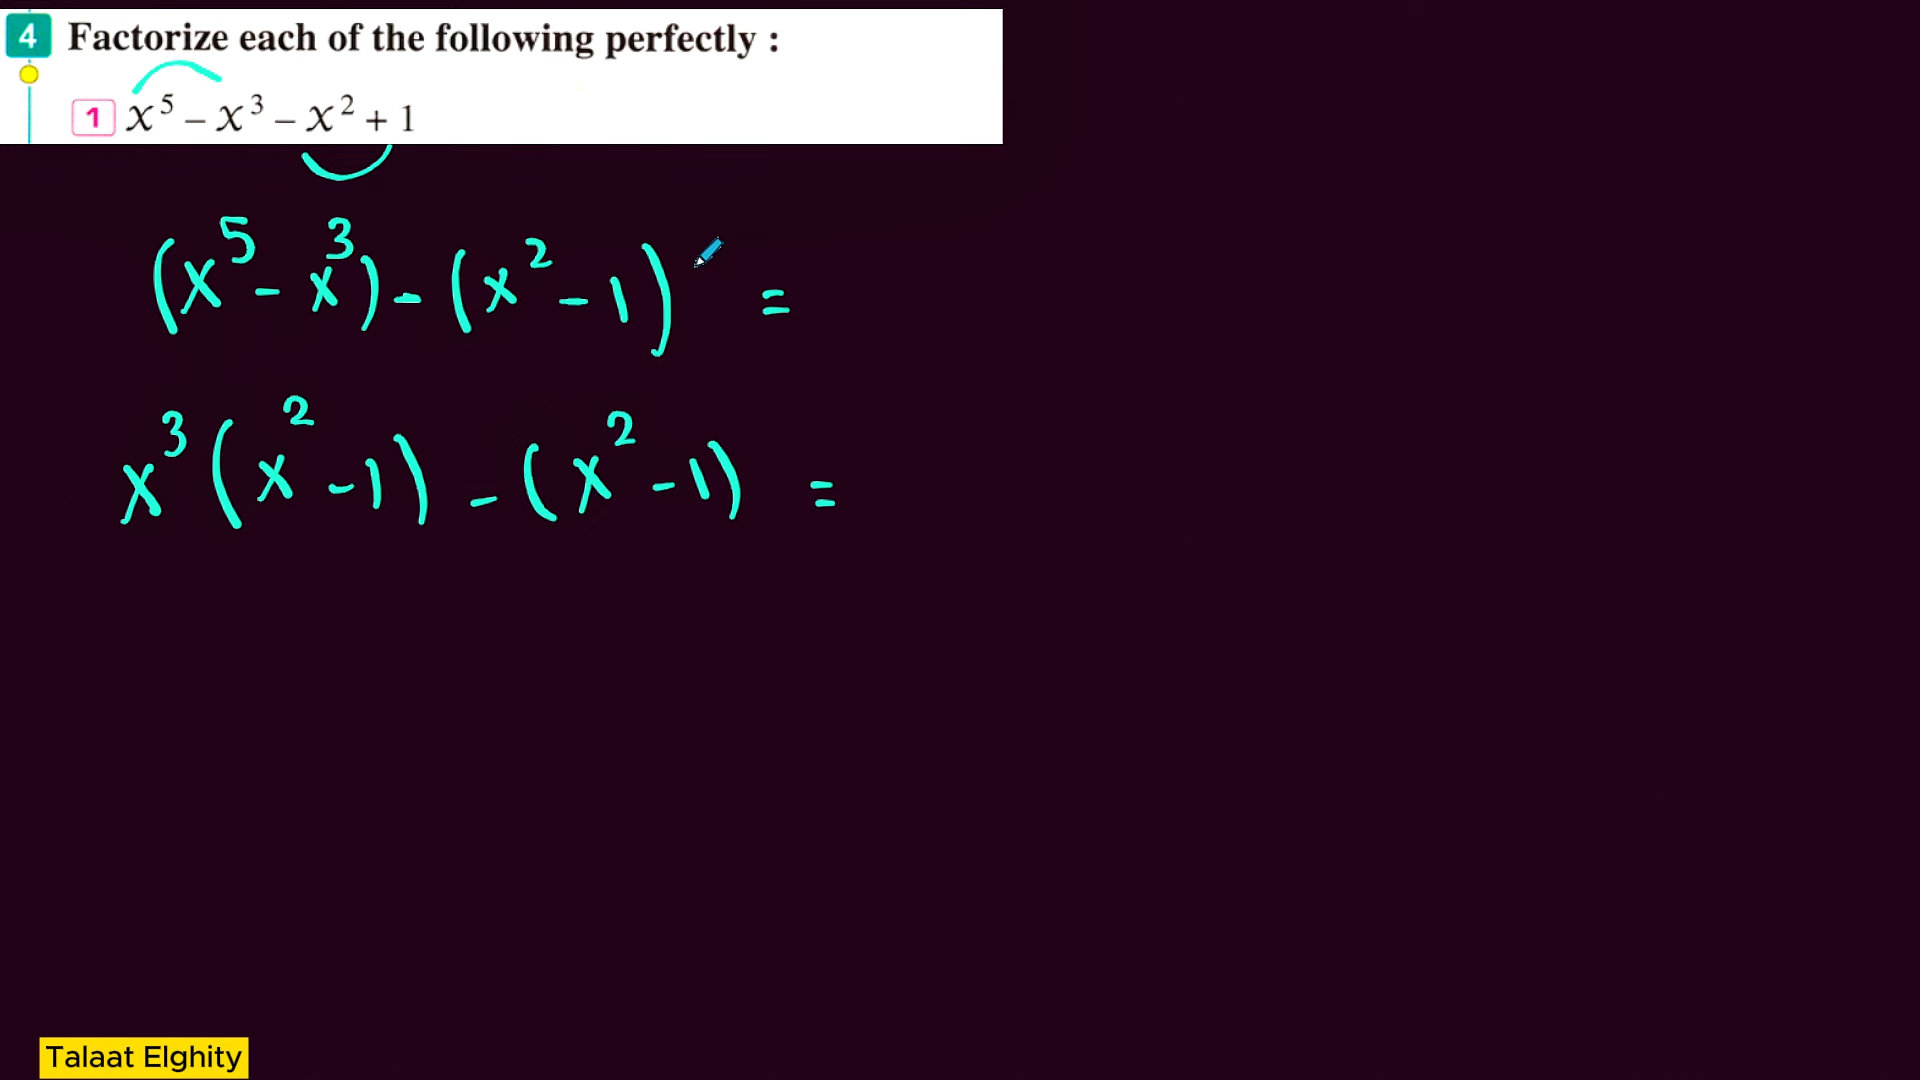 4 Factorize each of the following perfectly :
1 x⁵ – x³ – x² + 1
(x⁵ - x³) - (x² - 1) =
x³ (x² - 1) - (x² - 1) =
Talaat Elghity